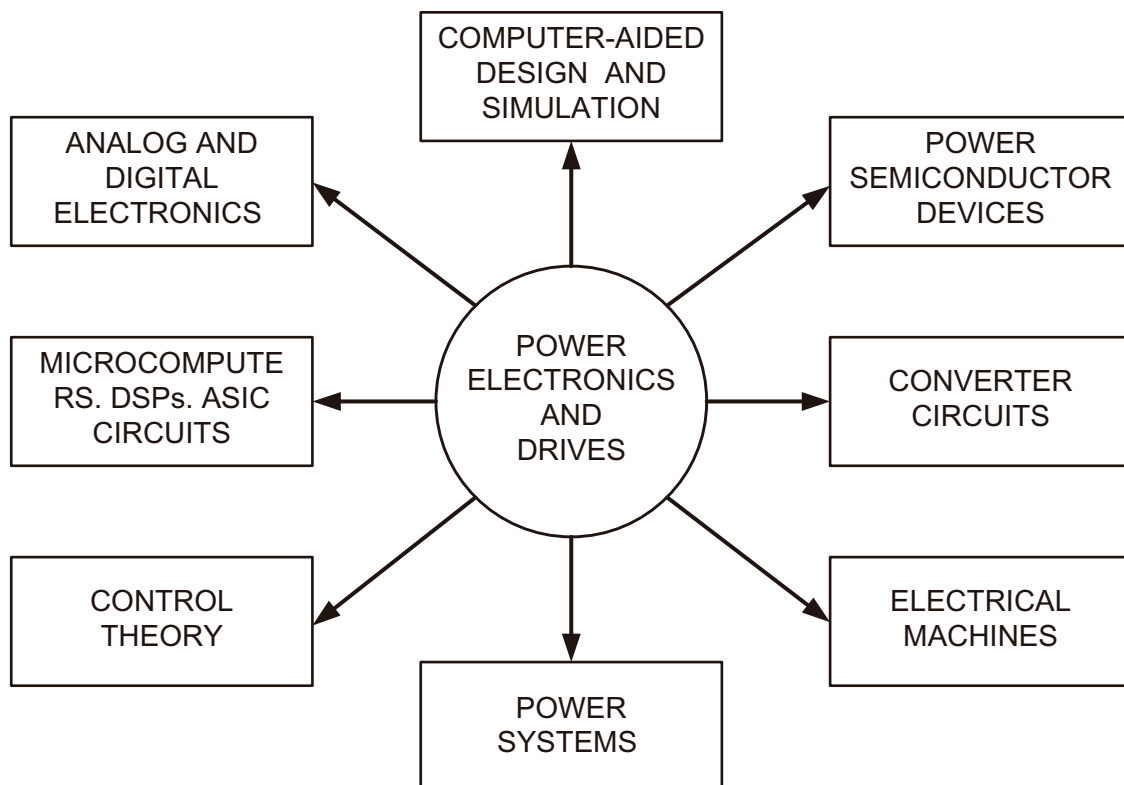 COMPUTER-AIDED
DESIGN AND
SIMULATION
ANALOG AND
DIGITAL
ELECTRONICS
POWER
SEMICONDUCTOR
DEVICES
MICROCOMPUTE
RS. DSPs. ASIC
CIRCUITS
POWER
ELECTRONICS
AND
DRIVES
CONVERTER
CIRCUITS
CONTROL
THEORY
ELECTRICAL
MACHINES
POWER
SYSTEMS